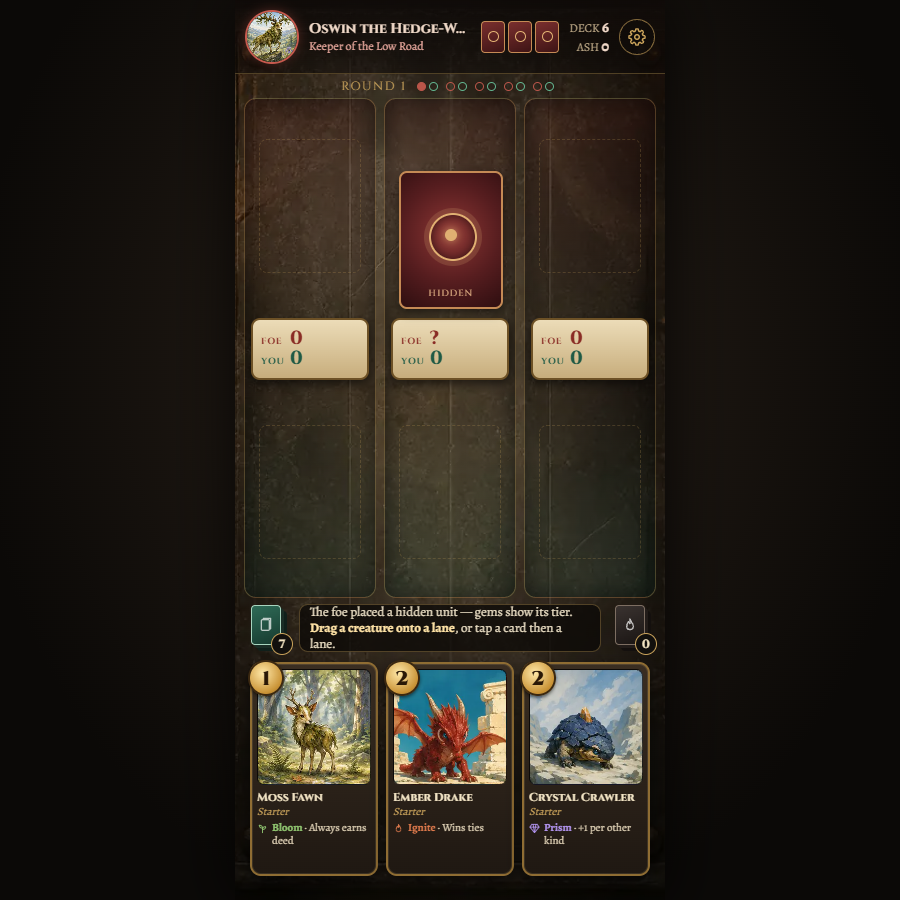 OSWIN THE HEDGE-W...
Keeper of the Low Road
DECK 6
ASH 0
ROUND 1
HIDDEN
FOE 0
YOU 0
FOE ?
YOU 0
FOE 0
YOU 0
7
The foe placed a hidden unit — gems show its tier.
Drag a creature onto a lane, or tap a card then a
lane.
0
1
MOSS FAWN
Starter
Bloom · Always earns
deed
2
EMBER DRAKE
Starter
Ignite · Wins ties
2
CRYSTAL CRAWLER
Starter
Prism · +1 per other
kind